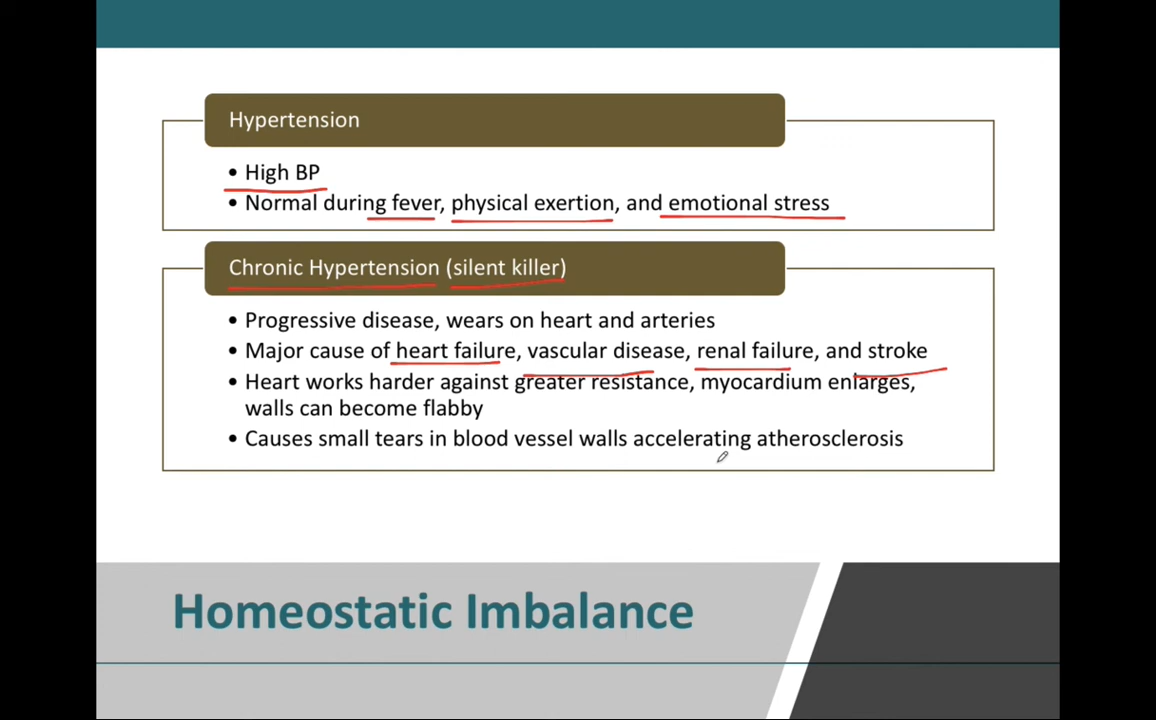 Hypertension
• High BP
• Normal during fever, physical exertion, and emotional stress
Chronic Hypertension (silent killer)
• Progressive disease, wears on heart and arteries
• Major cause of heart failure, vascular disease, renal failure, and stroke
• Heart works harder against greater resistance, myocardium enlarges,
walls can become flabby
• Causes small tears in blood vessel walls accelerating atherosclerosis
Homeostatic Imbalance